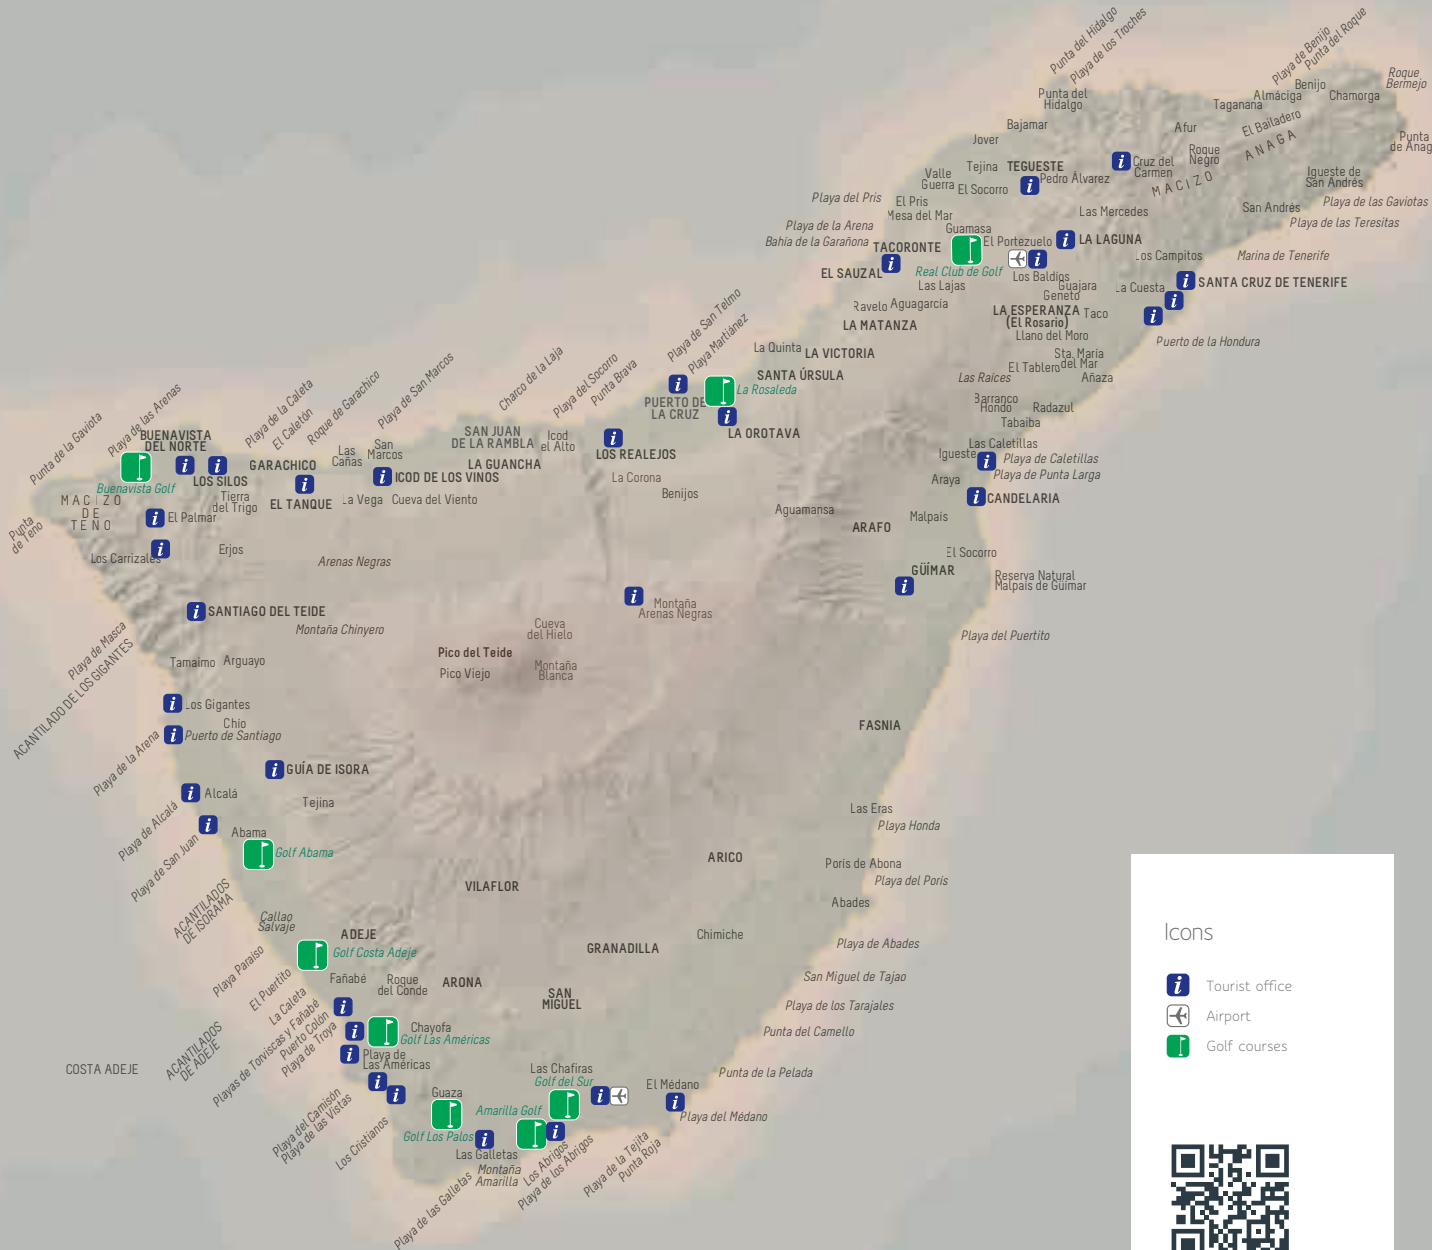 Punta del Hidalgo
Playa de los Troches
Playa de Benijo
Punta del Roque
Roque
Bermejo
Benijo
Almáciga
Chamorga
Taganana
Punta del
Hidalgo
Bajamar
Afur
El Bailadero
ANAGA
Punta
de Anag
Jover
Roque
Negro
Tejina
TEGUESTE
Cruz del
Carmen
MACIZO
Igueste de
San Andrés
Valle
Guerra
El Socorro
Pedro Álvarez
Playa del Pris
El Pris
Mesa del Mar
Las Mercedes
San Andrés
Playa de las Gaviotas
Playa de las Teresitas
Playa de la Arena
Bahía de la Garañona
Guamasa
TACORONTE
El Portezuelo
LA LAGUNA
Los Campitos
Marina de Tenerife
EL SAUZAL
Real Club de Golf
Las Lajas
Los Baldíos
Guajara
Geneto
La Cuesta
SANTA CRUZ DE TENERIFE
Ravelo
Aguagarcía
LA ESPERANZA
(El Rosario)
Taco
LA MATANZA
Llano del Moro
Puerto de la Hondura
Playa de San Telmo
Playa Martiánez
La Quinta
LA VICTORIA
Sta. María
del Mar
El Tablero
SANTA ÚRSULA
Las Raíces
Añaza
La Rosaleda
PUERTO DE
LA CRUZ
Barranco
Hondo
Radazul
Tabaiba
LA OROTAVA
Las Caletillas
Igueste
Playa de Caletillas
Playa de Punta Larga
Araya
CANDELARIA
Punta de la Gaviota
Playa de las Arenas
Playa de la Caleta
El Caletón
Roque de Garachico
Playa de San Marcos
Charco de la Laja
Playa del Socorro
Punta Brava
BUENAVISTA
DEL NORTE
SAN JUAN
DE LA RAMBLA
Icod
el Alto
Las
Cañas
San
Marcos
LOS REALEJOS
GARACHICO
LA GUANCHA
LOS SILOS
ICOD DE LOS VINOS
La Corona
Buenavista Golf
MACIZO
DE
TENO
Tierra
del Trigo
EL TANQUE
La Vega
Cueva del Viento
Benijos
Aguamansa
Malpaís
ARAFO
El Palmar
Punta
de Teno
Los Carrizales
Erjos
Arenas Negras
El Socorro
GÜÍMAR
Reserva Natural
Malpaís de Güímar
SANTIAGO DEL TEIDE
Montaña Chinyero
Montaña
Arenas Negras
Cueva
del Hielo
Playa del Puertito
Playa de Masca
ACANTILADO DE LOS GIGANTES
Tamaimo
Arguayo
Pico del Teide
Pico Viejo
Montaña
Blanca
Los Gigantes
Chío
Puerto de Santiago
FASNIA
Playa de la Arena
GUÍA DE ISORA
Alcalá
Tejina
Playa de Alcalá
Las Eras
Playa Honda
Abama
Golf Abama
Playa de San Juan
ARICO
Porís de Abona
Playa del Porís
VILAFLOR
Abades
ACANTILADOS
DE ISORAMA
Callao
Salvaje
ADEJE
Golf Costa Adeje
Chimiche
GRANADILLA
Playa de Abades
Playa Paraíso
El Puertito
Fañabé
Roque
del Conde
ARONA
San Miguel de Tajao
SAN
MIGUEL
Playa de los Tarajales
La Caleta
Playas de Torviscas y Fañabé
Puerto Colón
Playa de Troya
Chayofa
Golf Las Américas
Punta del Camello
ACANTILADOS
DE ADEJE
COSTA ADEJE
Playa de
Las Américas
Las Chafiras
Golf del Sur
Punta de la Pelada
El Médano
Guaza
Amarilla Golf
Playa del Médano
Playa del Camisón
Playa de las Vistas
Los Cristianos
Golf Los Palos
Las Galletas
Montaña
Amarilla
Los Abrigos
Playa de los Abrigos
Playa de la Tejita
Punta Roja
Playa de las Galletas
Icons
Tourist office
Airport
Golf courses